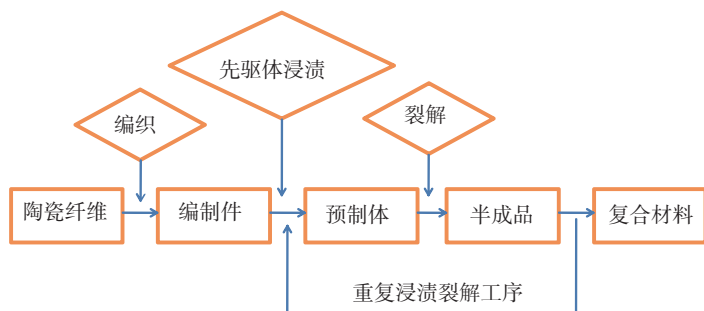 先驱体浸渍
编织
裂解
陶瓷纤维
编制件
预制体
半成品
复合材料
重复浸渍裂解工序